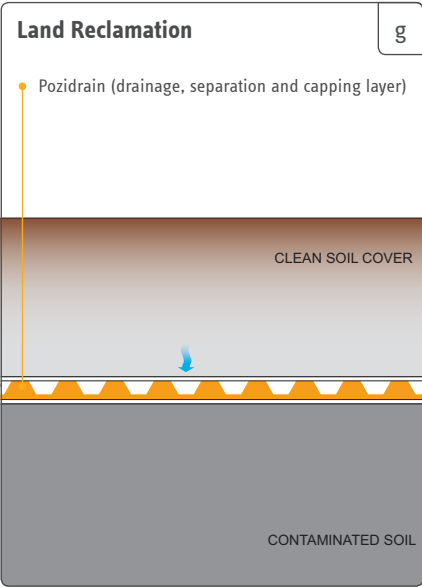 Land Reclamation
g
Pozidrain (drainage, separation and capping layer)
CLEAN SOIL COVER
CONTAMINATED SOIL